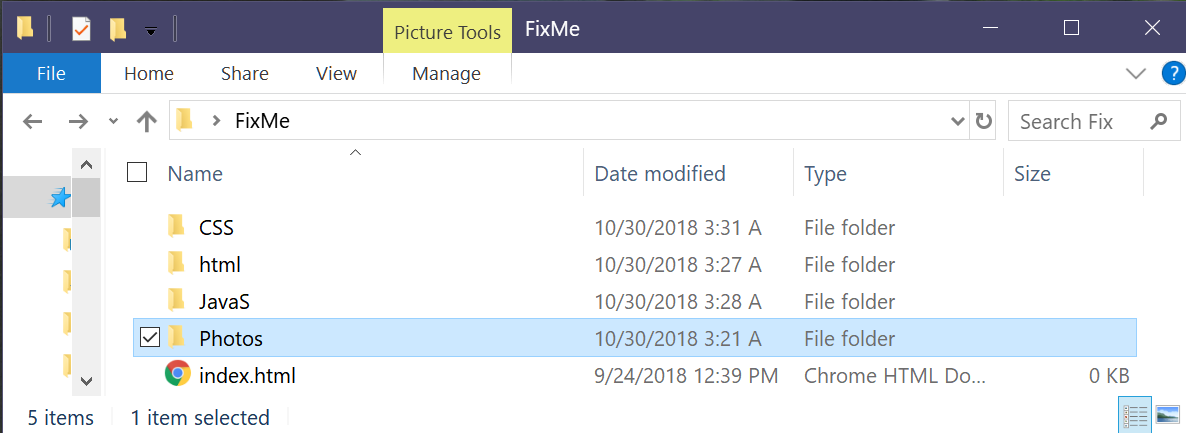 Picture Tools FixMe
File Home Share View Manage ?
FixMe Search Fix
Name Date modified Type Size
CSS 10/30/2018 3:31 A File folder
html 10/30/2018 3:27 A File folder
JavaS 10/30/2018 3:28 A File folder
Photos 10/30/2018 3:21 A File folder
index.html 9/24/2018 12:39 PM Chrome HTML Do... 0 KB
5 items 1 item selected